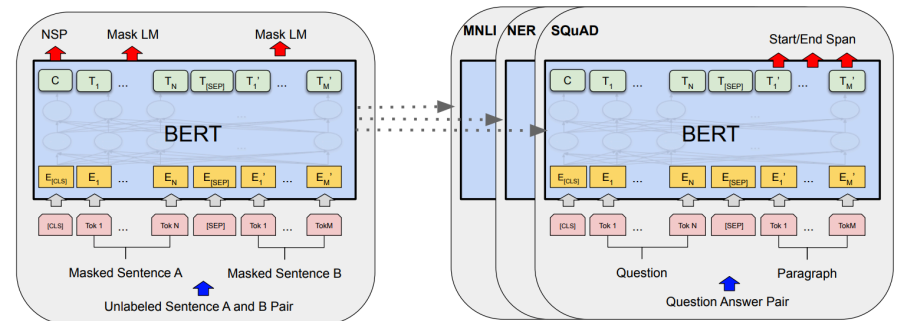 NSP Mask LM Mask LM
C T1 ... TN T[SEP] T1' ... TM'
BERT
E[CLS] E1 ... EN E[SEP] E1' ... EM'
[CLS] Tok 1 ... Tok N [SEP] Tok 1 ... TokM
Masked Sentence A Masked Sentence B
Unlabeled Sentence A and B Pair
MNLI NER SQuAD
Start/End Span
C T1 ... TN T[SEP] T1' ... TM'
BERT
E[CLS] E1 ... EN E[SEP] E1' ... EM'
[CLS] Tok 1 ... Tok N [SEP] Tok 1 ... TokM
Question Paragraph
Question Answer Pair